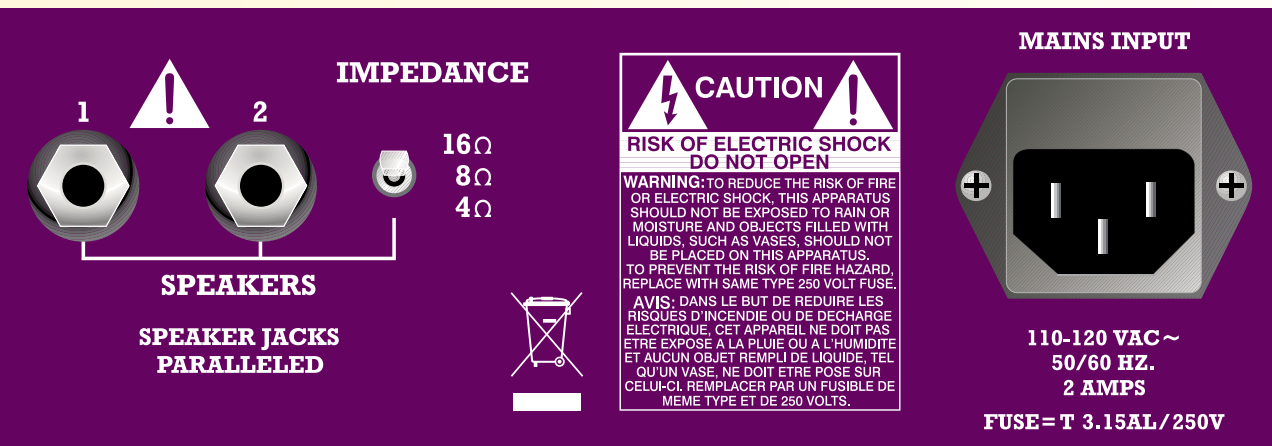 1
2
SPEAKERS
SPEAKER JACKS
PARALLELED
IMPEDANCE
16Ω
8Ω
4Ω
CAUTION
RISK OF ELECTRIC SHOCK
DO NOT OPEN
WARNING: TO REDUCE THE RISK OF FIRE
OR ELECTRIC SHOCK, THIS APPARATUS
SHOULD NOT BE EXPOSED TO RAIN OR
MOISTURE AND OBJECTS FILLED WITH
LIQUIDS, SUCH AS VASES, SHOULD NOT
BE PLACED ON THIS APPARATUS.
TO PREVENT THE RISK OF FIRE HAZARD,
REPLACE WITH SAME TYPE 250 VOLT FUSE.
AVIS: DANS LE BUT DE REDUIRE LES
RISQUES D'INCENDIE OU DE DECHARGE
ELECTRIQUE, CET APPAREIL NE DOIT PAS
ETRE EXPOSE A LA PLUIE OU A L'HUMIDITE
ET AUCUN OBJET REMPLI DE LIQUIDE, TEL
QU'UN VASE, NE DOIT ETRE POSE SUR
CELUI-CI. REMPLACER PAR UN FUSIBLE DE
MEME TYPE ET DE 250 VOLTS.
MAINS INPUT
110-120 VAC~
50/60 HZ.
2 AMPS
FUSE=T 3.15AL/250V